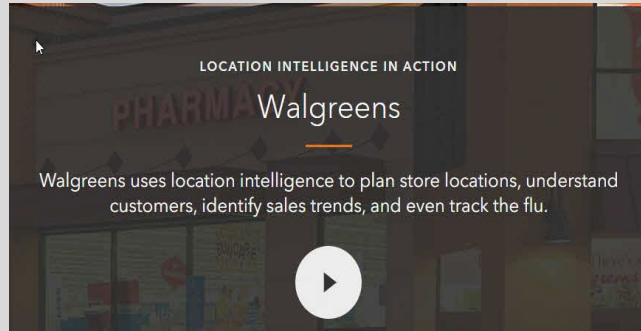 LOCATION INTELLIGENCE IN ACTION
PHARMACY
Walgreens
Walgreens uses location intelligence to plan store locations, understand
customers, identify sales trends, and even track the flu.